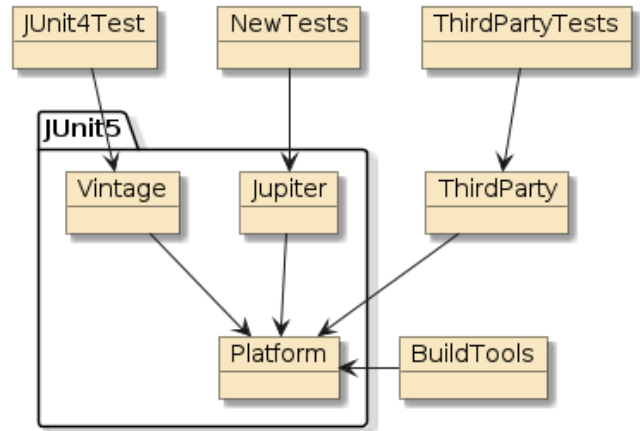 JUnit4Test
NewTests
ThirdPartyTests
JUnit5
Vintage
Jupiter
ThirdParty
Platform
BuildTools